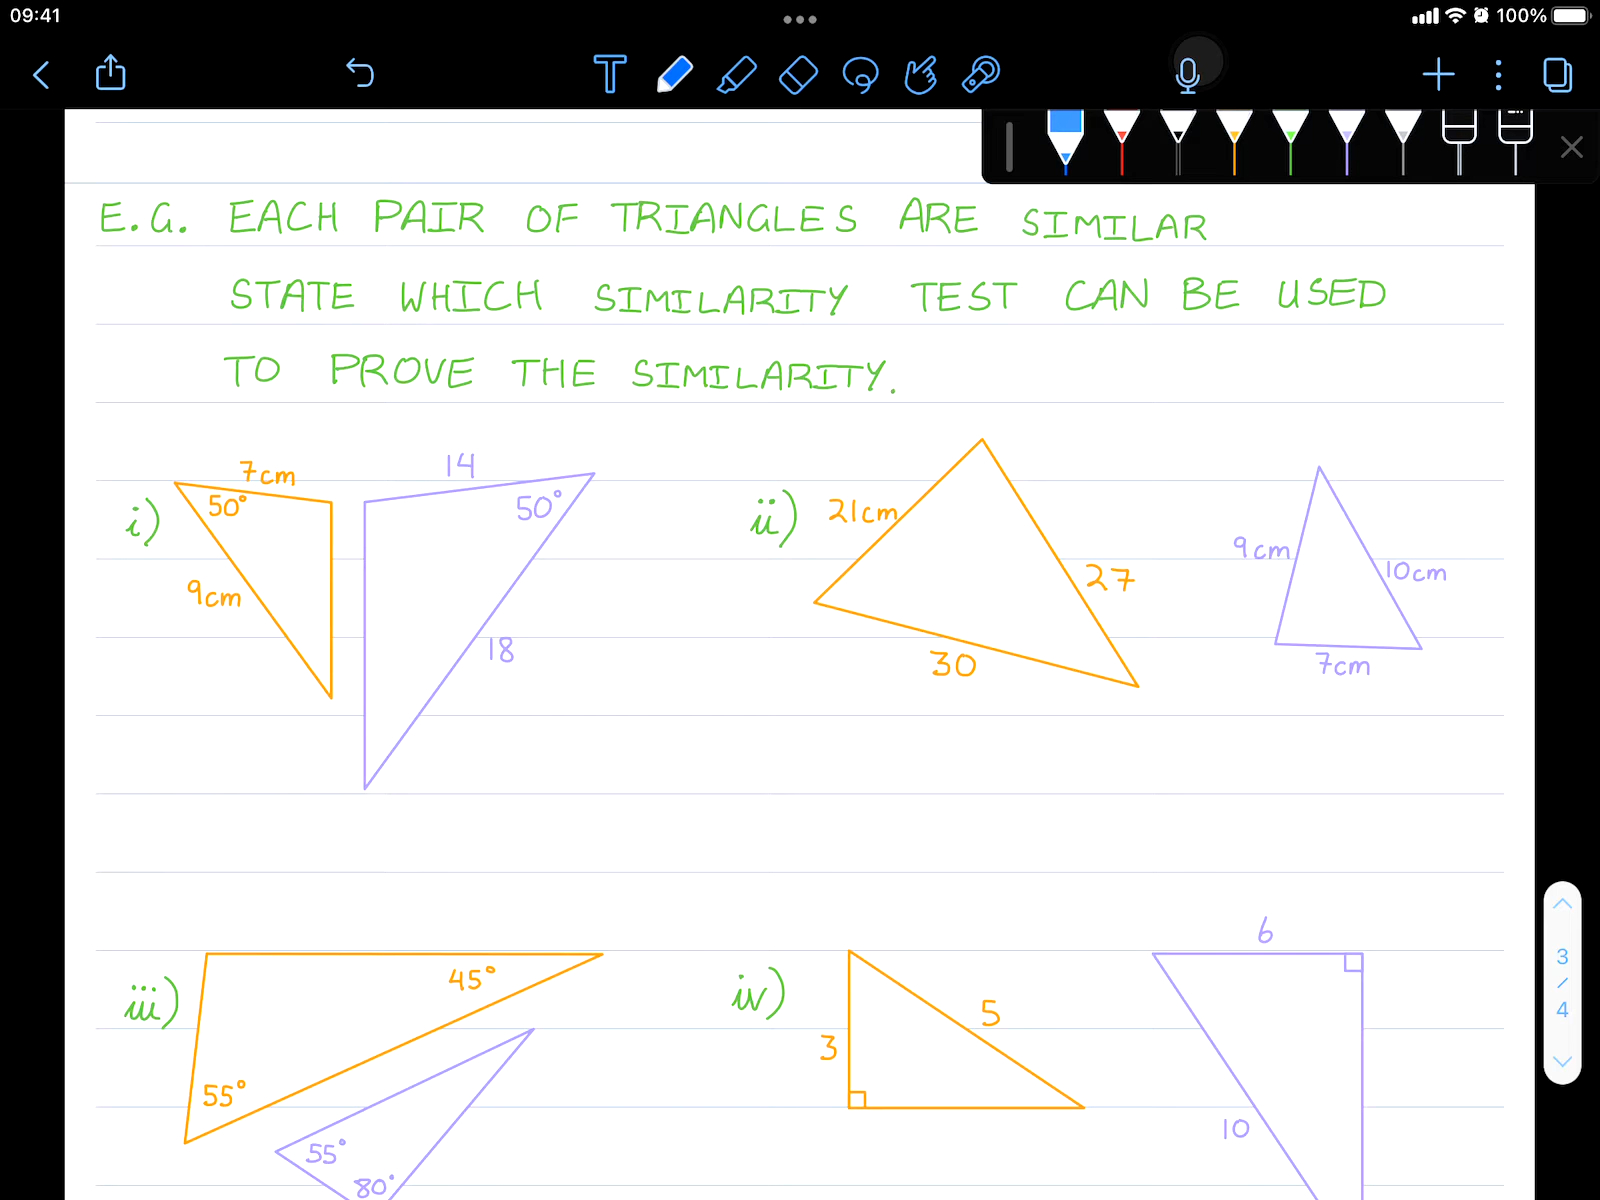 09:41
100%
E.G. EACH PAIR OF TRIANGLES ARE SIMILAR
STATE WHICH SIMILARITY TEST CAN BE USED
TO PROVE THE SIMILARITY.
i)
7cm
50°
9cm
14
50°
18
ii)
21cm
27
30
9cm
10cm
7cm
iii)
45°
55°
55°
80°
iv)
3
5
6
10
3
/
4